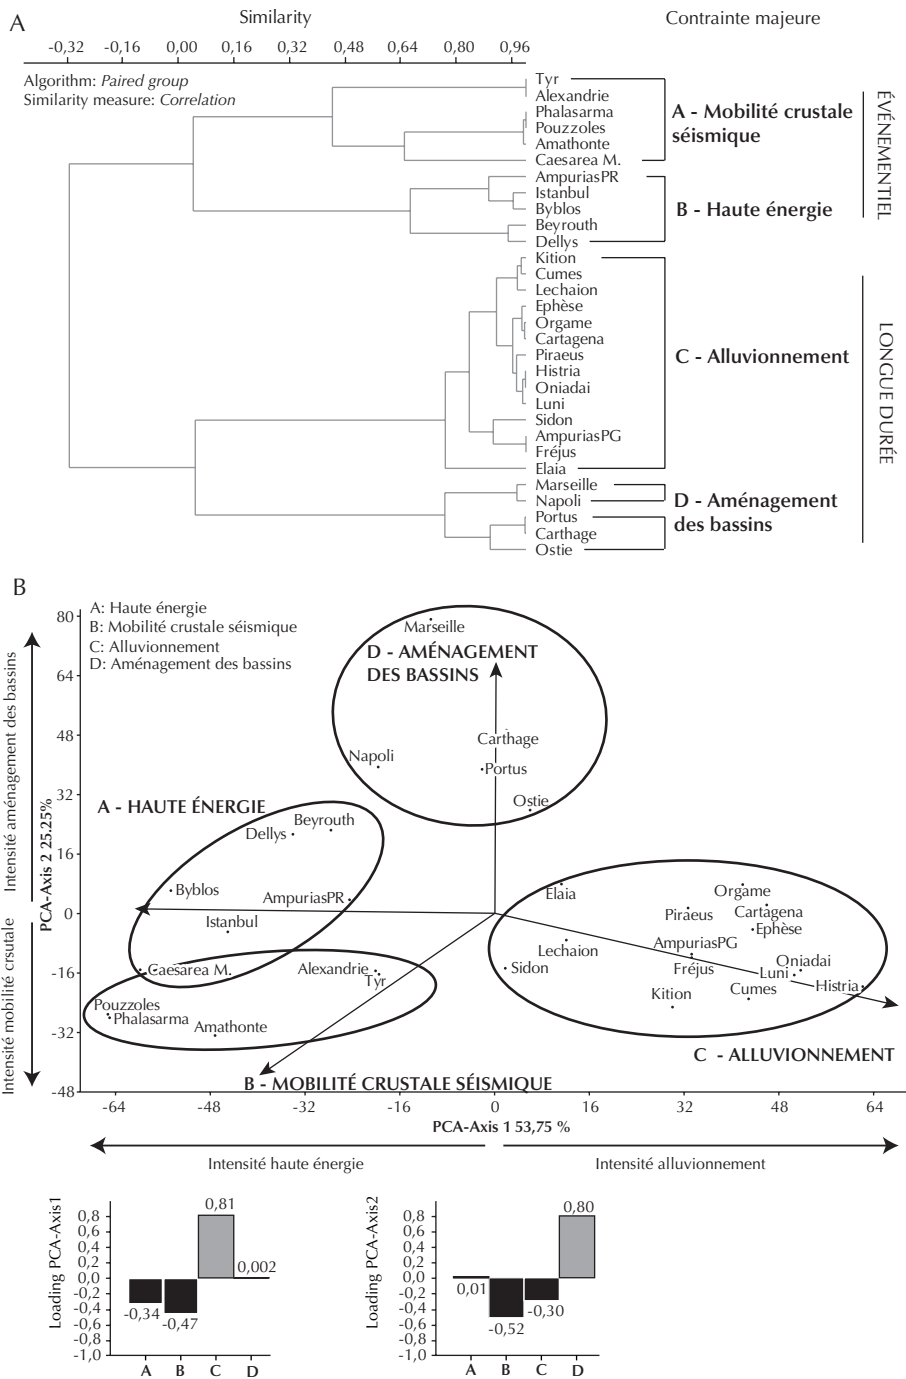 A
Similarity
Contrainte majeure
-0,32 -0,16 0,00 0,16 0,32 0,48 0,64 0,80 0,96
Algorithm: Paired group
Similarity measure: Correlation
Tyr
Alexandrie
Phalasarma
Pouzzoles
Amathonte
Caesarea M.
AmpuriasPR
Istanbul
Byblos
Beyrouth
Dellys
Kition
Cumes
Lechaion
Ephèse
Orgame
Cartagena
Piraeus
Histria
Oniadai
Luni
Sidon
AmpuriasPG
Fréjus
Elaia
Marseille
Napoli
Portus
Carthage
Ostie
A - Mobilité crustale
séismique
B - Haute énergie
C - Alluvionnement
D - Aménagement
des bassins
ÉVÉNEMENTIEL
LONGUE DURÉE
B
A: Haute énergie
B: Mobilité crustale séismique
C: Alluvionnement
D: Aménagement des bassins
Intensité aménagement des bassins
Intensité mobilité crsutale
PCA-Axis 2 25.25%
80
64
48
32
16
0
-16
-32
-48
Marseille
D - AMÉNAGEMENT
DES BASSINS
Carthage
Napoli
Portus
Ostie
A - HAUTE ÉNERGIE
Beyrouth
Dellys
Byblos
AmpuriasPR
Istanbul
Caesarea M.
Alexandrie
Tyr
Pouzzoles
Phalasarma
Amathonte
B - MOBILITÉ CRUSTALE SÉISMIQUE
Elaia
Orgame
Piraeus
Cartagena
Ephèse
Lechaion
AmpuriasPG
Sidon
Fréjus
Oniadai
Luni
Kition
Cumes
Histria
C - ALLUVIONNEMENT
-64 -48 -32 -16 0 16 32 48 64
PCA-Axis 1 53,75 %
Intensité haute énergie
Intensité alluvionnement
Loading PCA-Axis1
0,8
0,6
0,4
0,2
0,0
-0,2
-0,4
-0,6
-0,8
-1,0
-0,34
-0,47
0,81
0,002
A B C D
Loading PCA-Axis2
0,8
0,6
0,4
0,2
0,0
-0,2
-0,4
-0,6
-0,8
-1,0
0,01
-0,52
-0,30
0,80
A B C D